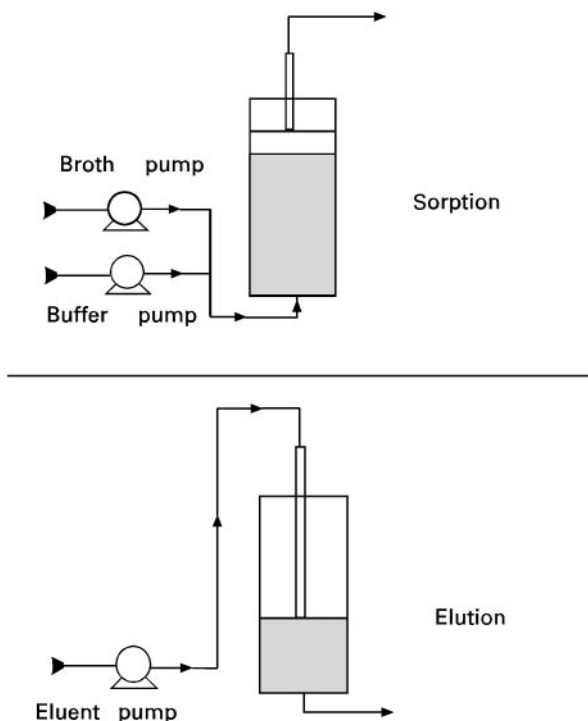 Broth pump
Sorption
Buffer pump
Elution
Eluent pump